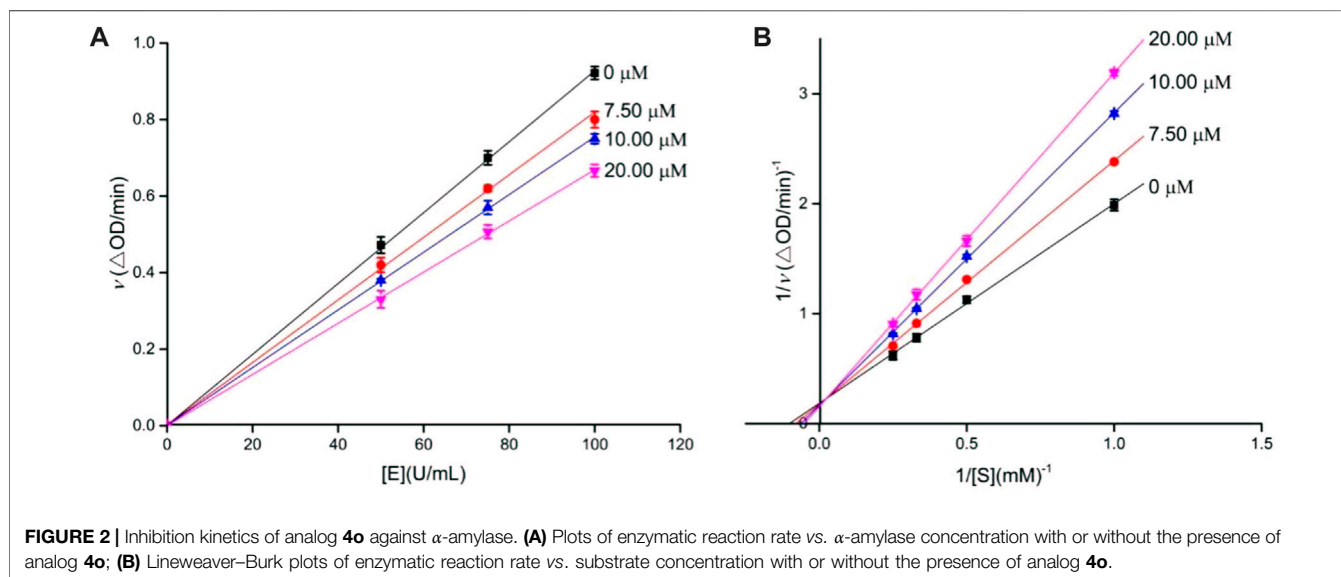 A
0 μM
7.50 μM
10.00 μM
20.00 μM
0.8
0.6
0.4
0.2
0.0
0
20
40
60
80
100
120
ν(△OD/min)
[E](U/mL)
B
20.00 μM
10.00 μM
7.50 μM
0 μM
3
2
1
0
0.0
0.5
1.0
1.5
1/ν(△OD/min)⁻¹
1/[S](mM)⁻¹
FIGURE 2 | Inhibition kinetics of analog 4o against α-amylase. (A) Plots of enzymatic reaction rate vs. α-amylase concentration with or without the presence of
analog 4o; (B) Lineweaver–Burk plots of enzymatic reaction rate vs. substrate concentration with or without the presence of analog 4o.